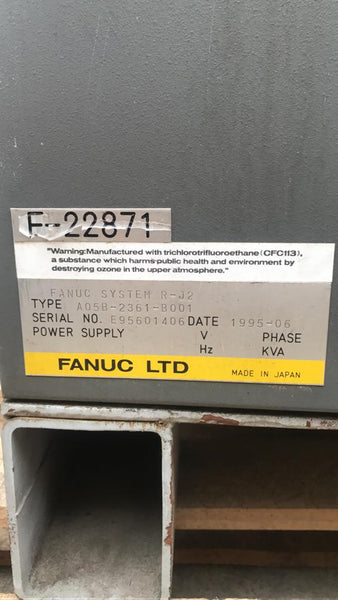 F-22871
"Warning:Manufactured with trichlorotrifluoroethane(CFC113),
a substance which harms public health and environment by
destroying ozone in the upper atmosphere."
FANUC SYSTEM R-J2
TYPE A05B-2361-B001
SERIAL NO. E95601406 DATE 1995-06
POWER SUPPLY V PHASE
Hz KVA
FANUC LTD MADE IN JAPAN